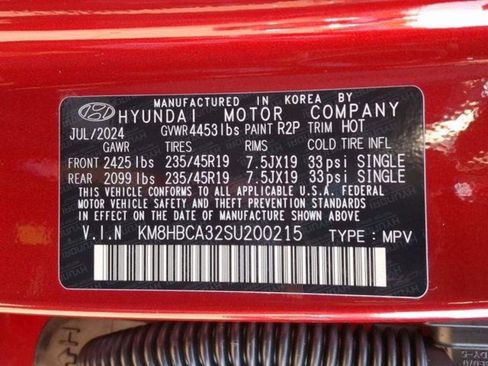 MANUFACTURED IN KOREA BY
HYUNDAI MOTOR COMPANY
JUL/2024 GVWR 4453 lbs PAINT R2P TRIM HOT
GAWR TIRES RIMS COLD TIRE INFL
FRONT 2425 lbs 235/45R19 7.5JX19 33psi SINGLE
REAR 2099 lbs 235/45R19 7.5JX19 33psi SINGLE
THIS VEHICLE CONFORMS TO ALL APPLICABLE U.S.A. FEDERAL
MOTOR VEHICLE SAFETY AND THEFT PREVENTION STANDARDS IN
EFFECT ON THE DATE OF MANUFACTURE SHOWN ABOVE.
V.I.N KM8HBCA32SU200215 TYPE : MPV